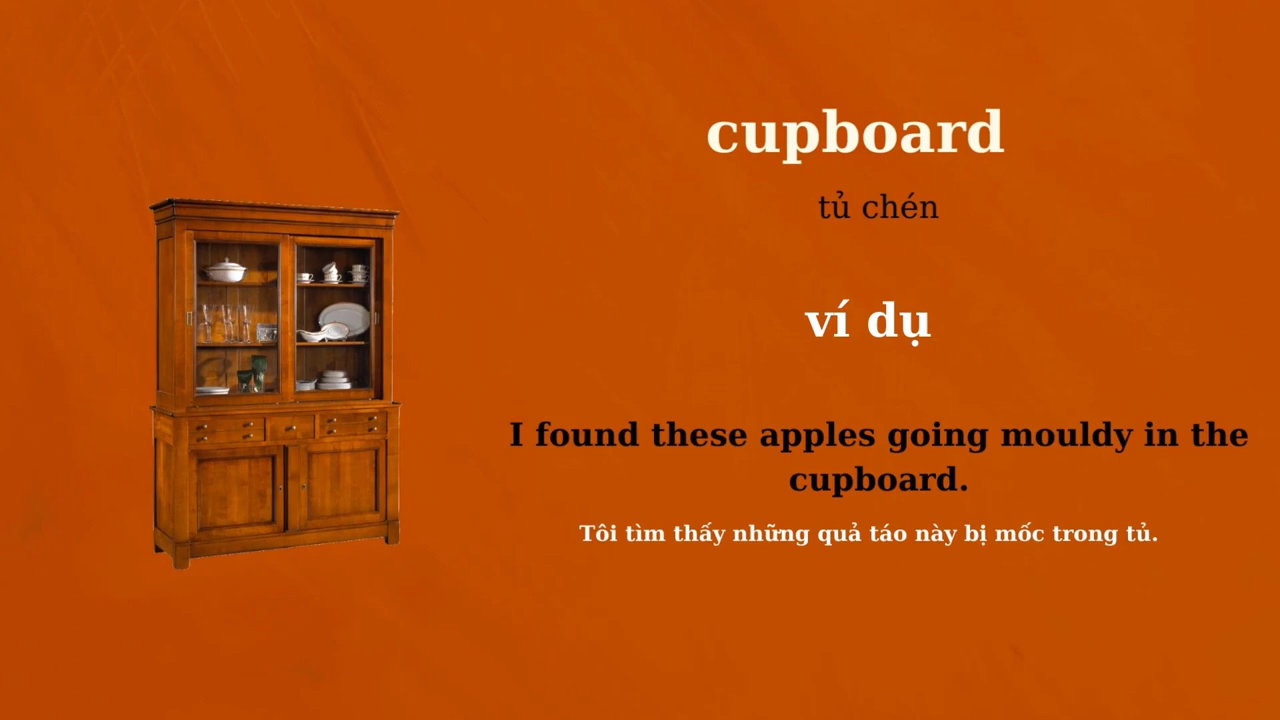 cupboard
tủ chén
ví dụ
I found these apples going mouldy in the
cupboard.
Tôi tìm thấy những quả táo này bị mốc trong tủ.